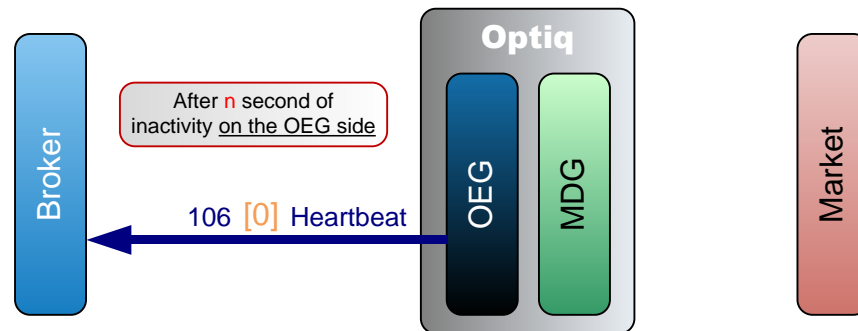 Optiq
After n second of
inactivity on the OEG side
Broker
106 [0] Heartbeat
OEG
MDG
Market